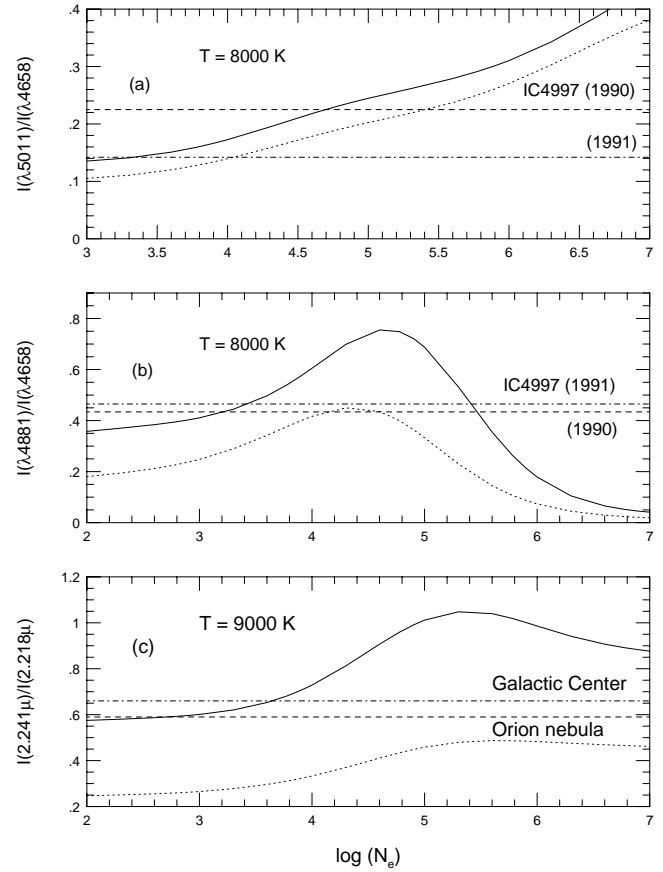 .4
.3
.2
.1
0
I(λ5011)/I(λ4658)
T = 8000 K
(a)
IC4997 (1990)
(1991)
3 3.5 4 4.5 5 5.5 6 6.5 7
.8
.6
.4
.2
0
I(λ4881)/I(λ4658)
T = 8000 K
(b)
IC4997 (1991)
(1990)
2 3 4 5 6 7
1.2
1
.8
.6
.4
.2
I(2.241μ)/I(2.218μ)
T = 9000 K
(c)
Galactic Center
Orion nebula
2 3 4 5 6 7
log (Nₑ)